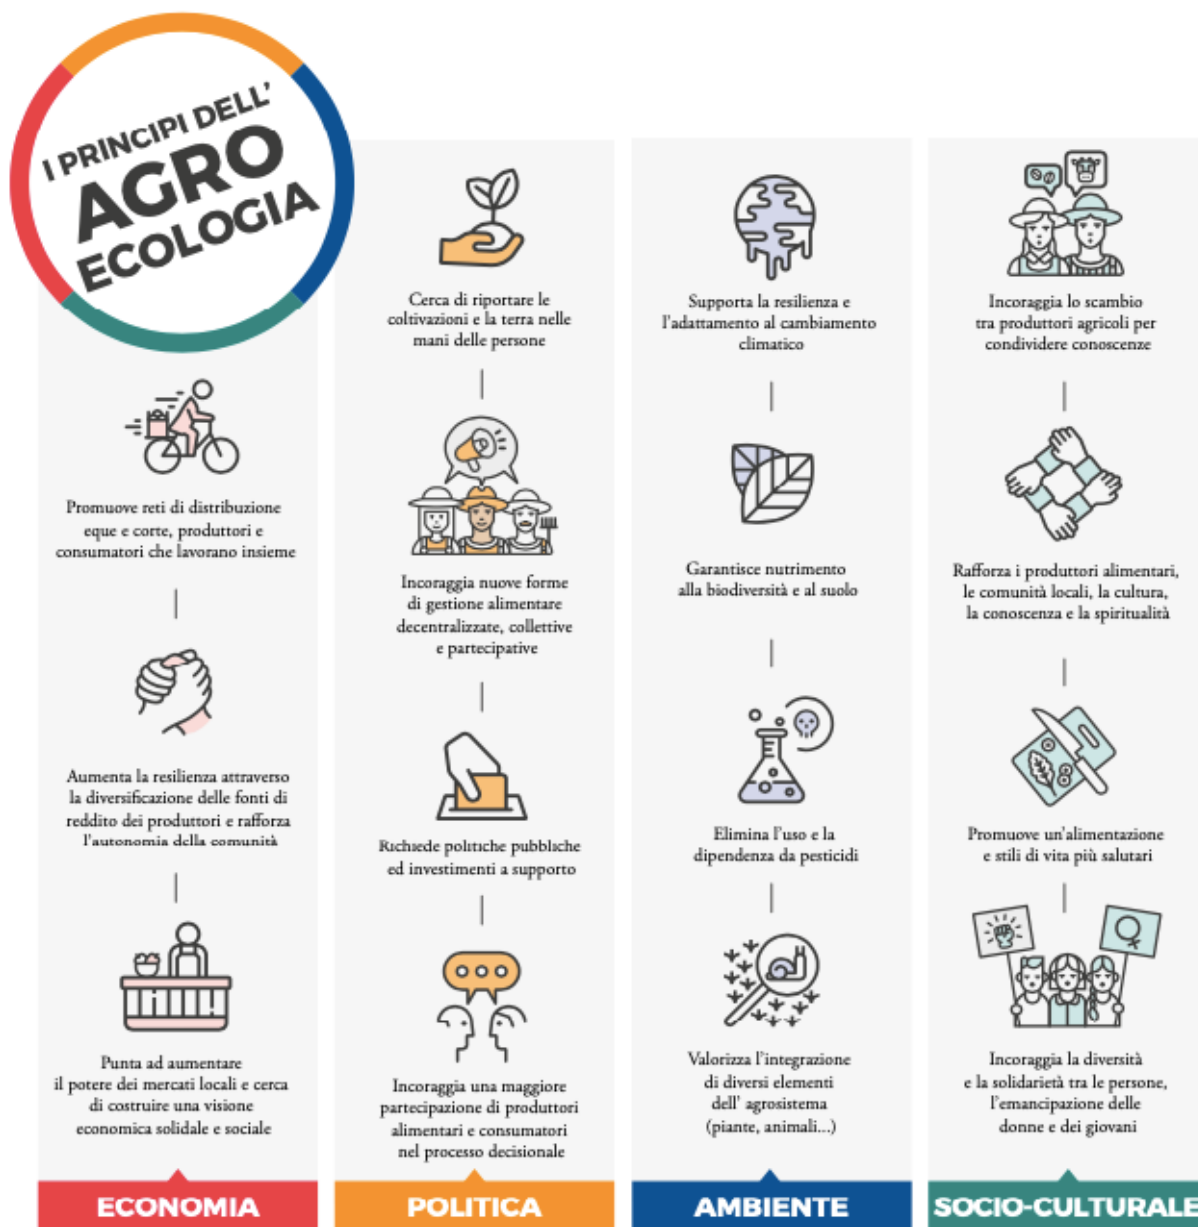 I PRINCIPI DELL'
AGRO
ECOLOGIA
Promuove reti di distribuzione
eque e corte, produttori e
consumatori che lavorano insieme
Aumenta la resilienza attraverso
la diversificazione delle fonti di
reddito dei produttori e rafforza
l'autonomia della comunità
Punta ad aumentare
il potere dei mercati locali e cerca
di costruire una visione
economica solidale e sociale
ECONOMIA
Cerca di riportare le
coltivazioni e la terra nelle
mani delle persone
Incoraggia nuove forme
di gestione alimentare
decentralizzate, collettive
e partecipative
Richiede politiche pubbliche
ed investimenti a supporto
Incoraggia una maggiore
partecipazione di produttori
alimentari e consumatori
nel processo decisionale
POLITICA
Supporta la resilienza e
l'adattamento al cambiamento
climatico
Garantisce nutrimento
alla biodiversità e al suolo
Elimina l'uso e la
dipendenza da pesticidi
Valorizza l'integrazione
di diversi elementi
dell' agrosistema
(piante, animali...)
AMBIENTE
Incoraggia lo scambio
tra produttori agricoli per
condividere conoscenze
Rafforza i produttori alimentari,
le comunità locali, la cultura,
la conoscenza e la spiritualità
Promuove un'alimentazione
e stili di vita più salutari
Incoraggia la diversità
e la solidarietà tra le persone,
l'emancipazione delle
donne e dei giovani
SOCIO-CULTURALE